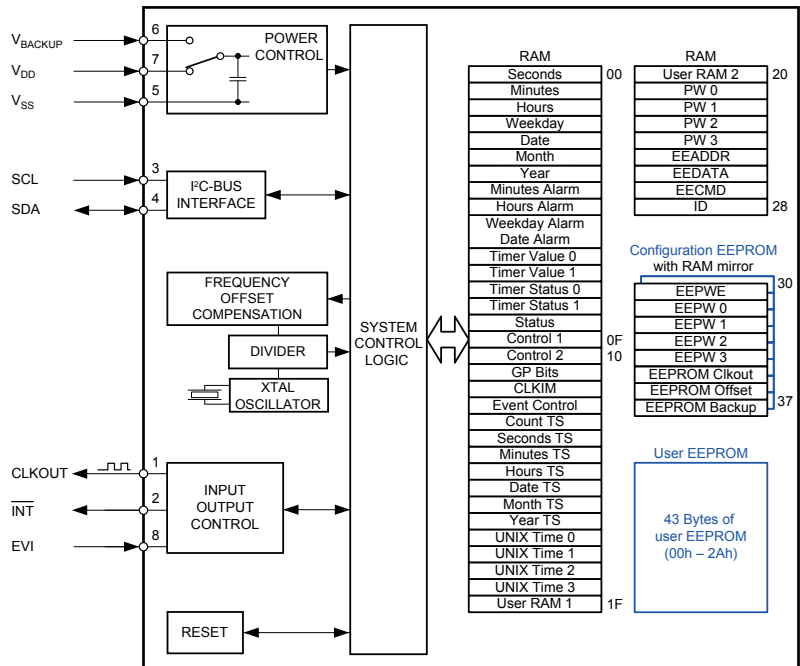 V_BACKUP
6
V_DD
7
V_SS
5
POWER
CONTROL
SCL
3
SDA
4
I²C-BUS
INTERFACE
FREQUENCY
OFFSET
COMPENSATION
DIVIDER
XTAL
OSCILLATOR
CLKOUT
1
INT
2
EVI
8
INPUT
OUTPUT
CONTROL
RESET
SYSTEM
CONTROL
LOGIC
RAM
Seconds 00
Minutes
Hours
Weekday
Date
Month
Year
Minutes Alarm
Hours Alarm
Weekday Alarm
Date Alarm
Timer Value 0
Timer Value 1
Timer Status 0
Timer Status 1
Status
Control 1 0F
Control 2 10
GP Bits
CLKIM
Event Control
Count TS
Seconds TS
Minutes TS
Hours TS
Date TS
Month TS
Year TS
UNIX Time 0
UNIX Time 1
UNIX Time 2
UNIX Time 3
User RAM 1 1F
RAM
User RAM 2 20
PW 0
PW 1
PW 2
PW 3
EEADDR
EEDATA
EECMD
ID 28
Configuration EEPROM
with RAM mirror
30
EEPWE
EEPW 0
EEPW 1
EEPW 2
EEPW 3
EEPROM Clkout
EEPROM Offset
EEPROM Backup 37
User EEPROM
43 Bytes of
user EEPROM
(00h – 2Ah)